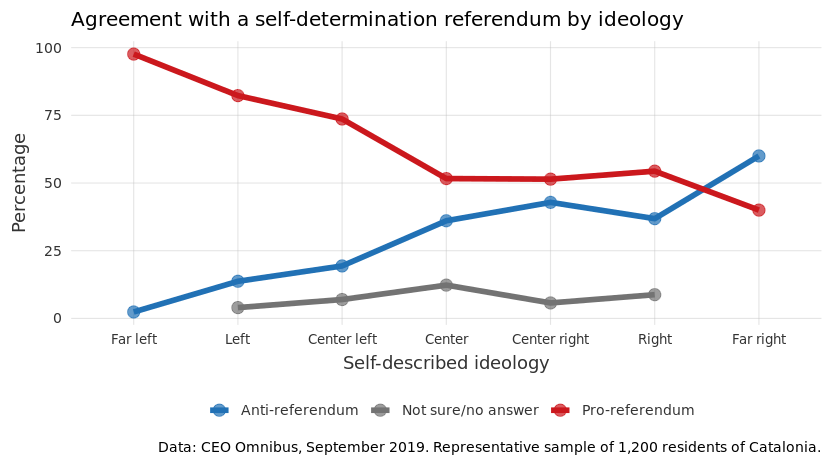 Agreement with a self-determination referendum by ideology
100
75
50
25
0
Percentage
Far left Left Center left Center Center right Right Far right
Self-described ideology
Anti-referendum Not sure/no answer Pro-referendum
Data: CEO Omnibus, September 2019. Representative sample of 1,200 residents of Catalonia.